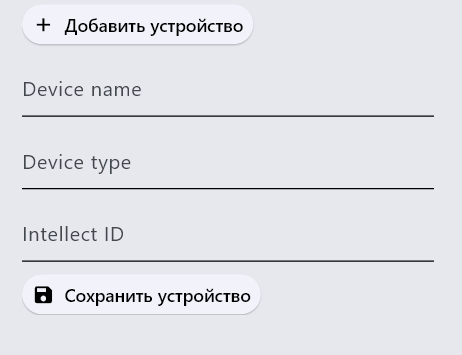 Добавить устройство
Device name
Device type
Intellect ID
Сохранить устройство